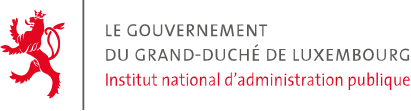 LE GOUVERNEMENT
DU GRAND-DUCHÉ DE LUXEMBOURG
Institut national d'administration publique